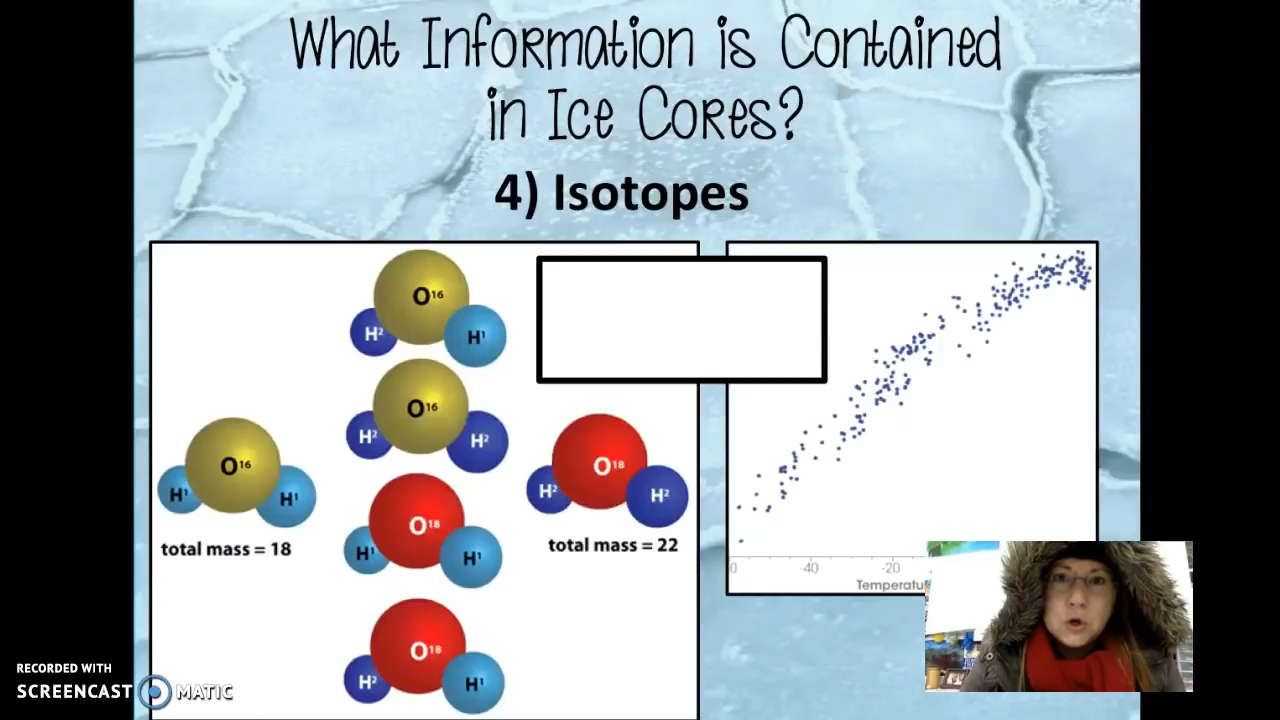 What Information is Contained
in Ice Cores?
4) Isotopes
O16
H2
H1
O16
H2
H2
O16
H1
H1
total mass = 18
O18
H2
H2
total mass = 22
O18
H1
H1
O18
H2
H1
-40
-20
RECORDED WITH
SCREENCAST MATIC